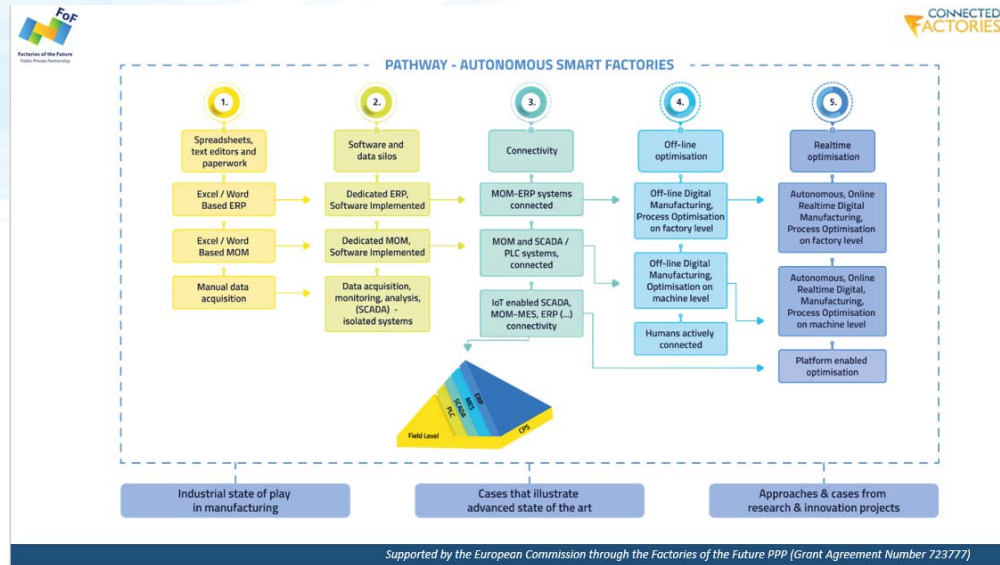 FoF
Factories of the Future
Public Private Partnership
CONNECTED
FACTORIES
PATHWAY - AUTONOMOUS SMART FACTORIES
1.
Spreadsheets,
text editors and
paperwork
Excel / Word
Based ERP
Excel / Word
Based MOM
Manual data
acquisition
2.
Software and
data silos
Dedicated ERP,
Software Implemented
Dedicated MOM,
Software Implemented
Data acquisition,
monitoring, analysis,
(SCADA) -
isolated systems
3.
Connectivity
MOM-ERP systems
connected
MOM and SCADA /
PLC systems,
connected
IoT enabled SCADA,
MOM-MES, ERP (...)
connectivity
4.
Off-line
optimisation
Off-line Digital
Manufacturing,
Process Optimisation
on factory level
Off-line Digital
Manufacturing,
Optimisation on
machine level
Humans actively
connected
5.
Realtime
optimisation
Autonomous, Online
Realtime Digital
Manufacturing,
Process Optimisation
on factory level
Autonomous, Online
Realtime Digital,
Manufacturing,
Process Optimisation
on machine level
Platform enabled
optimisation
ERP
MES
SCADA
PLC
Field Level
CPS
Industrial state of play
in manufacturing
Cases that illustrate
advanced state of the art
Approaches & cases from
research & innovation projects
Supported by the European Commission through the Factories of the Future PPP (Grant Agreement Number 723777)